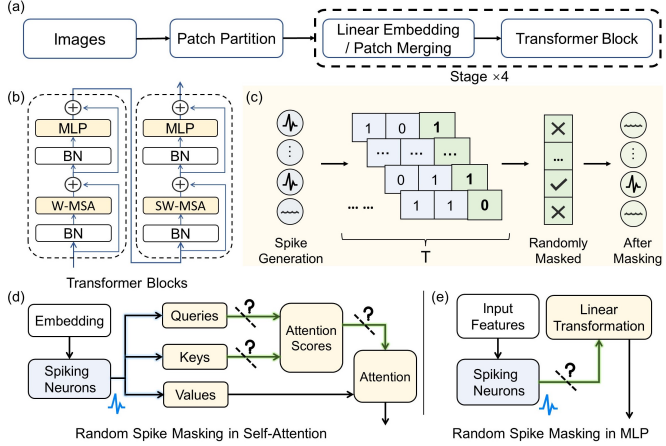 (a)
Images
Patch Partition
Linear Embedding
/ Patch Merging
Transformer Block
Stage ×4
(b)
MLP
BN
W-MSA
BN
MLP
BN
SW-MSA
BN
Transformer Blocks
(c)
1 0 1
... ... ...
0 1 1
... ... 1 1 0
...
Spike
Generation
T
Randomly
Masked
After
Masking
(d)
Embedding
Spiking
Neurons
Queries
?
Keys
?
Values
Attention
Scores
?
Attention
Random Spike Masking in Self-Attention
(e)
Input
Features
Spiking
Neurons
?
Linear
Transformation
Random Spike Masking in MLP